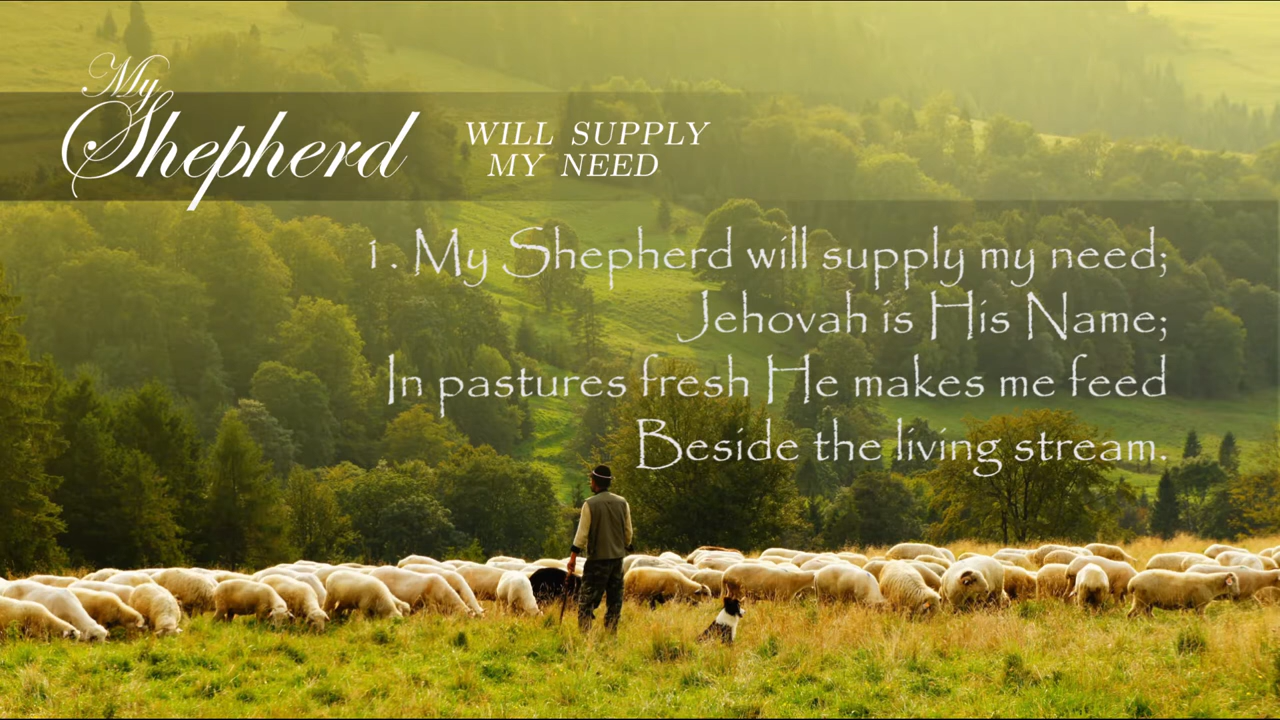 My
Shepherd
WILL SUPPLY
MY NEED
1. My Shepherd will supply my need;
Jehovah is His Name;
In pastures fresh He makes me feed
Beside the living stream.